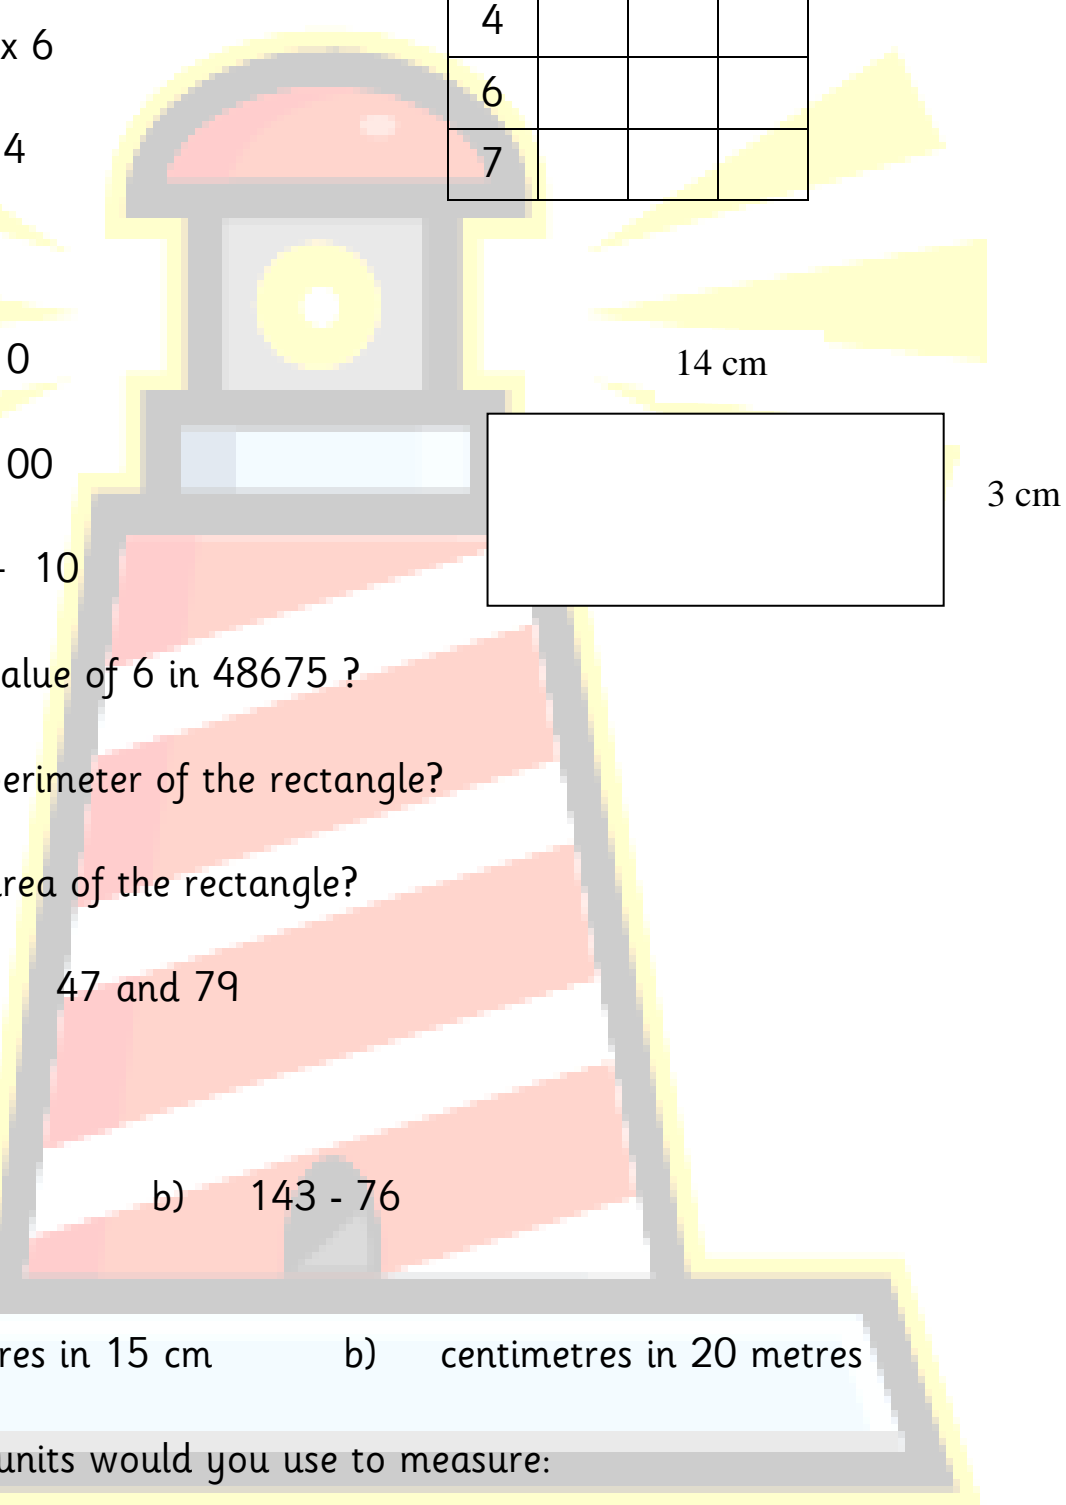 4
x 6
6
4
7
0
14 cm
00
3 cm
- 10
alue of 6 in 48675 ?
erimeter of the rectangle?
rea of the rectangle?
47 and 79
b) 143 - 76
res in 15 cm b) centimetres in 20 metres
units would you use to measure: